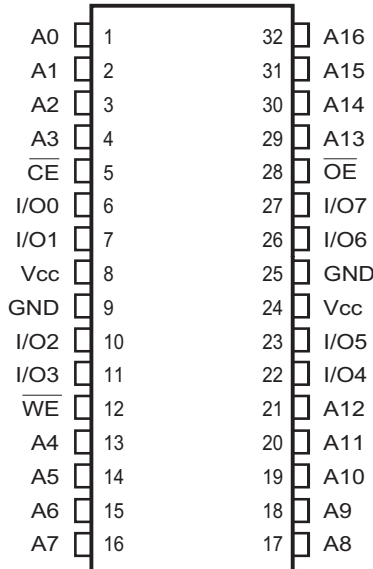 A0 1 32 A16
A1 2 31 A15
A2 3 30 A14
A3 4 29 A13
C̅E̅ 5 28 O̅E̅
I/O0 6 27 I/O7
I/O1 7 26 I/O6
Vcc 8 25 GND
GND 9 24 Vcc
I/O2 10 23 I/O5
I/O3 11 22 I/O4
W̅E̅ 12 21 A12
A4 13 20 A11
A5 14 19 A10
A6 15 18 A9
A7 16 17 A8